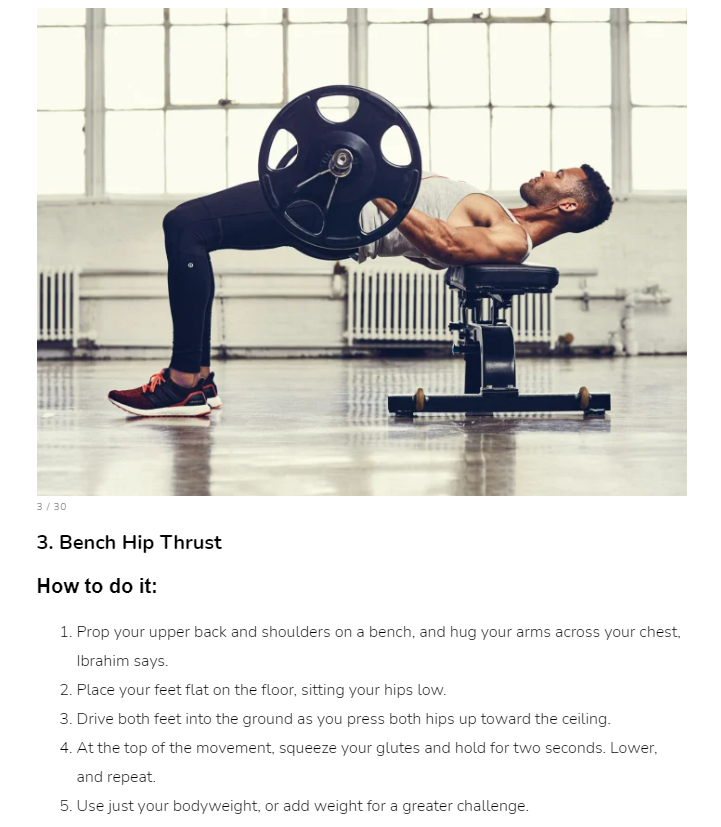 3 / 30
3. Bench Hip Thrust
How to do it:
1. Prop your upper back and shoulders on a bench, and hug your arms across your chest,
Ibrahim says.
2. Place your feet flat on the floor, sitting your hips low.
3. Drive both feet into the ground as you press both hips up toward the ceiling.
4. At the top of the movement, squeeze your glutes and hold for two seconds. Lower,
and repeat.
5. Use just your bodyweight, or add weight for a greater challenge.